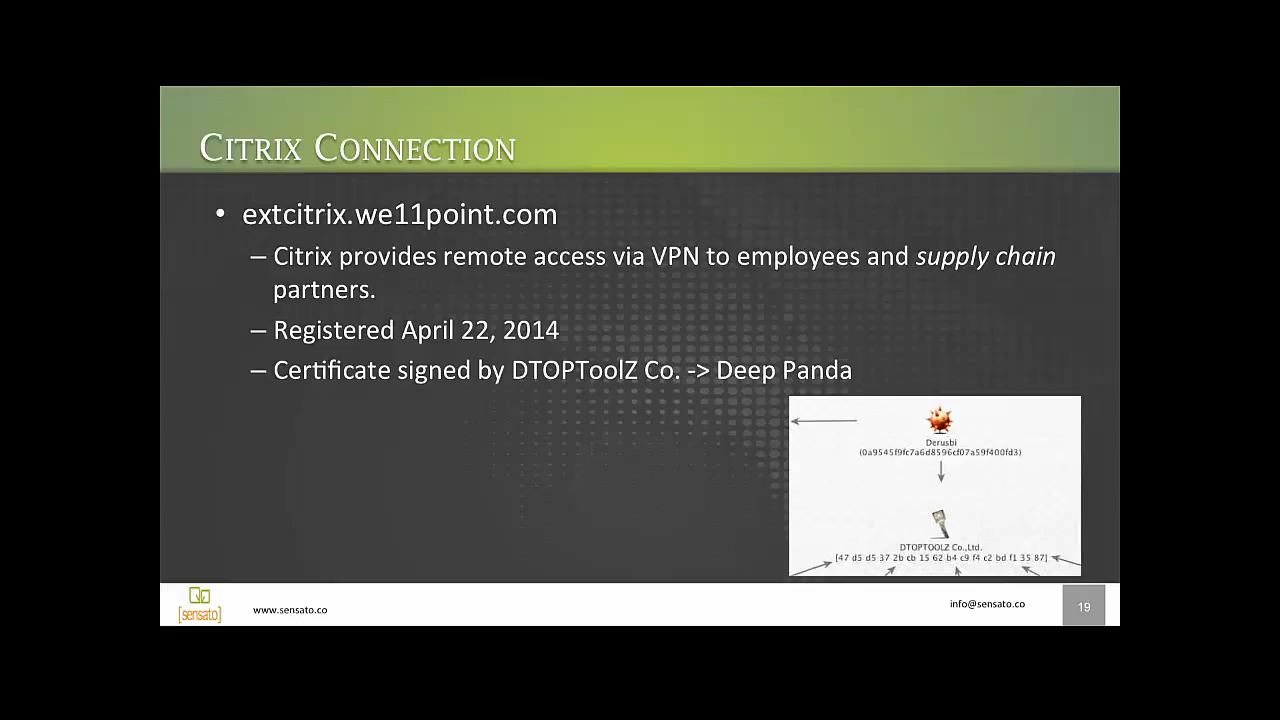 CITRIX CONNECTION
• extcitrix.we11point.com
– Citrix provides remote access via VPN to employees and supply chain
partners.
– Registered April 22, 2014
– Certificate signed by DTOPToolZ Co. -> Deep Panda
Derusbi
(0a9545f9fc7a6d8596cf07a59f400fd3)
DTOPTOOLZ Co.,Ltd.
[47 d5 d5 37 2b cb 15 62 b4 c9 f4 c2 bd f1 35 87]
[sensato]
www.sensato.co
info@sensato.co
19